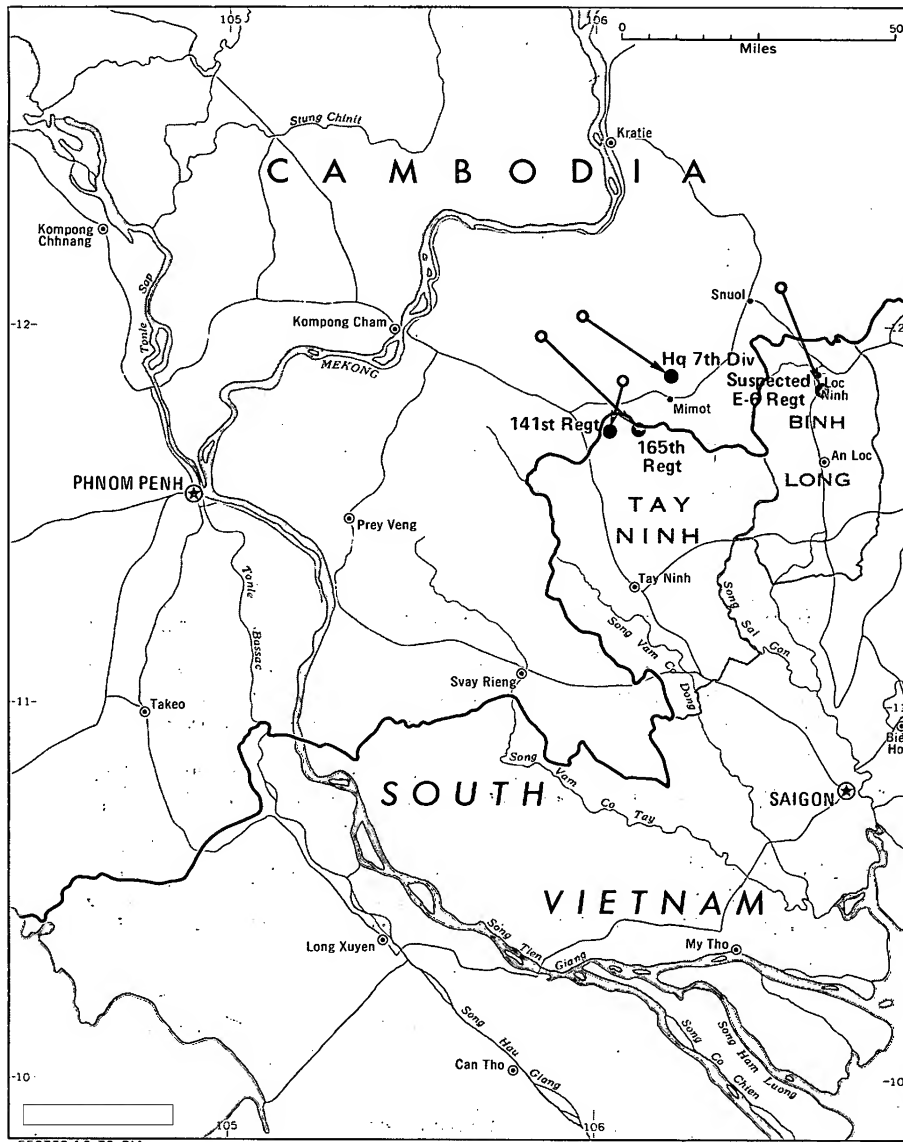 105
106
0
50
Miles
Stung Chinit
Kratie
CAMBODIA
Kompong
Chhnang
Tonle Sap
Snuol
12
Kompong Cham
MEKONG
Hq 7th Div
Suspected
E-6 Regt
Loc
Ninh
Mimot
BINH
141st Regt
165th
Regt
An Loc
LONG
PHNOM PENH
TAY
NINH
Prey Veng
Tay Ninh
Tonle
Bassac
Song Sai Gon
Song Vam Co Dong
Svay Rieng
11
Takeo
Song Vam Co Tay
SOUTH
SAIGON
VIETNAM
Long Xuyen
Song Tien Giang
My Tho
Song Hau Giang
Can Tho
Song Ham Luong
Song Co Chien
10
10
105
106